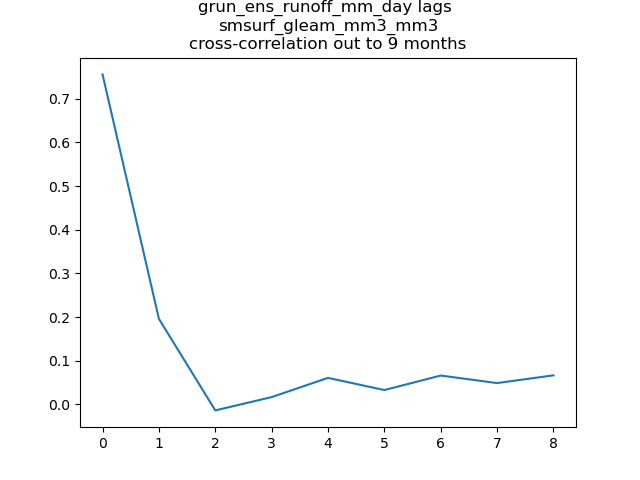 grun_ens_runoff_mm_day lags
smsurf_gleam_mm3_mm3
cross-correlation out to 9 months
0.7
0.6
0.5
0.4
0.3
0.2
0.1
0.0
0 1 2 3 4 5 6 7 8